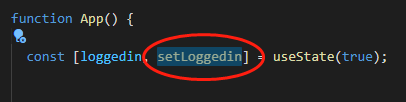 function App() {
const [loggedin, setLoggedin] = useState(true);